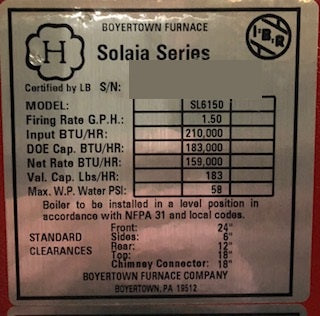 BOYERTOWN FURNACE
H
Solaia Series
I=B=R
Certified by LB S/N:
MODEL: SL6150
Firing Rate G.P.H.: 1.50
Input BTU/HR: 210,000
DOE Cap. BTU/HR: 183,000
Net Rate BTU/HR: 159,000
Val. Cap. Lbs/HR: 183
Max. W.P. Water PSI: 58
Boiler to be installed in a level position in
accordance with NFPA 31 and local codes.
STANDARD CLEARANCES
Front: 24"
Sides: 6"
Rear: 12"
Top: 18"
Chimney Connector: 18"
BOYERTOWN FURNACE COMPANY
BOYERTOWN, PA 19512